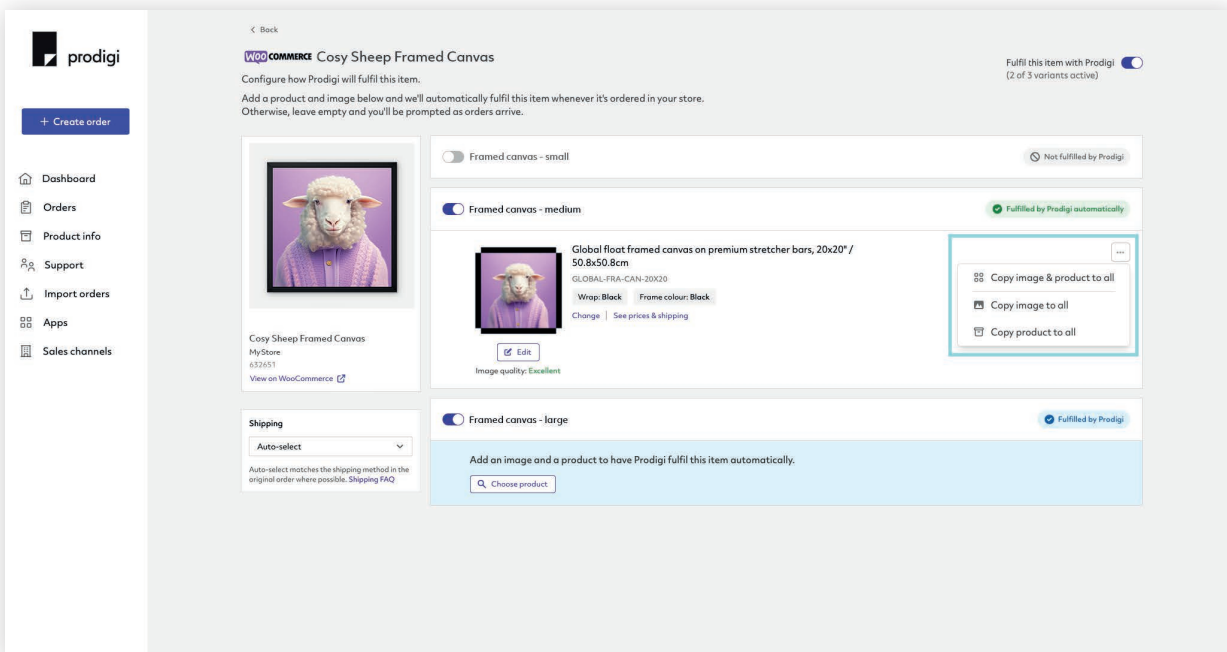 prodigi
+ Create order
Dashboard
Orders
Product info
Support
Import orders
Apps
Sales channels
< Back
WOO COMMERCE Cosy Sheep Framed Canvas
Configure how Prodigi will fulfil this item.
Add a product and image below and we'll automatically fulfil this item whenever it's ordered in your store.
Otherwise, leave empty and you'll be prompted as orders arrive.
Fulfil this item with Prodigi
(2 of 3 variants active)
Cosy Sheep Framed Canvas
MyStore
632651
View on WooCommerce
Shipping
Auto-select
Auto-select matches the shipping method in the
original order where possible. Shipping FAQ
Framed canvas - small
Not fulfilled by Prodigi
Framed canvas - medium
Fulfilled by Prodigi automatically
Global float framed canvas on premium stretcher bars, 20x20" /
50.8x50.8cm
GLOBAL-FRA-CAN-20X20
Wrap: Black Frame colour: Black
Change | See prices & shipping
Edit
Image quality: Excellent
...
Copy image & product to all
Copy image to all
Copy product to all
Framed canvas - large
Fulfilled by Prodigi
Add an image and a product to have Prodigi fulfil this item automatically.
Choose product